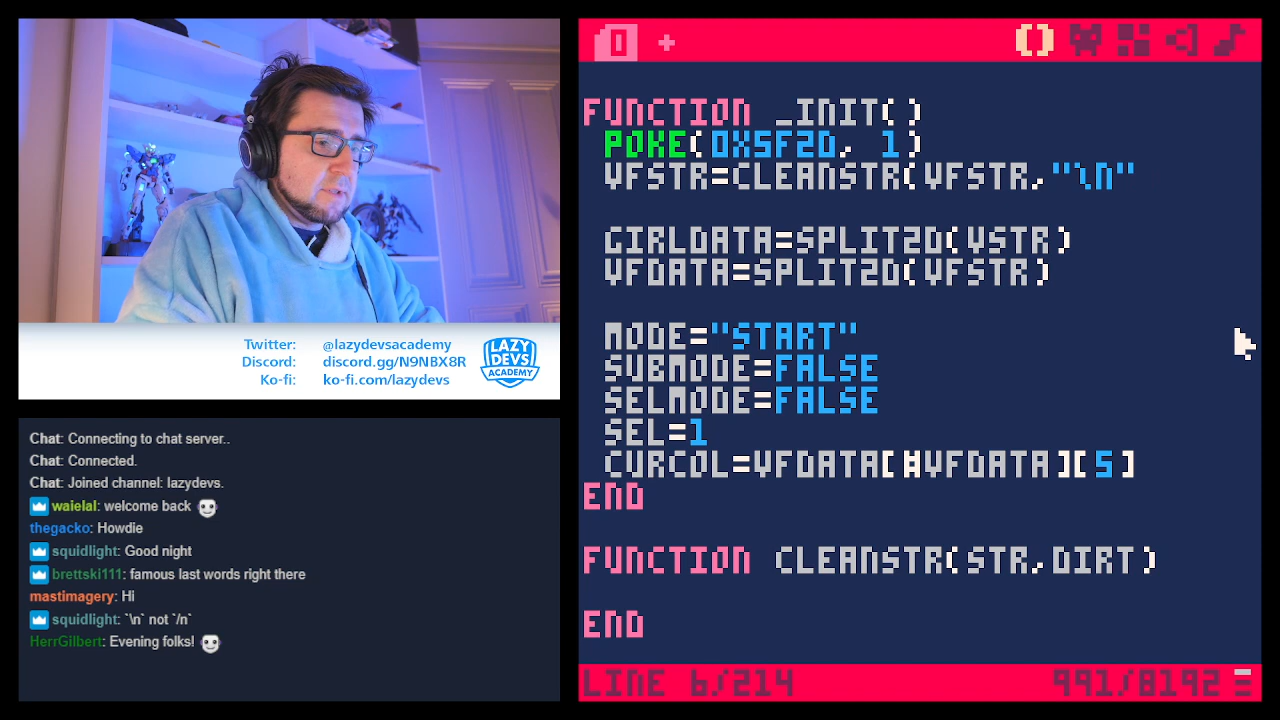 Twitter: @lazydevsacademy
Discord: discord.gg/N9NBX8R
Ko-fi: ko-fi.com/lazydevs
LAZY
DEVS
ACADEMY
Chat: Connecting to chat server..
Chat: Connected.
Chat: Joined channel: lazydevs.
waielal: welcome back
thegacko: Howdie
squidlight: Good night
brettski111: famous last words right there
mastimagery: Hi
squidlight: `\n` not `/n`
HerrGilbert: Evening folks!
0 +
FUNCTION _INIT()
POKE(0X5F2D, 1)
VFSTR=CLEANSTR(VFSTR,"\N"
GIRLDATA=SPLIT2D(VSTR)
VFDATA=SPLIT2D(VFSTR)
MODE="START"
SUBMODE=FALSE
SELMODE=FALSE
SEL=1
CURCOL=VFDATA[#VFDATA][5]
END
FUNCTION CLEANSTR(STR,DIRT)
END
LINE 6/214 991/8192